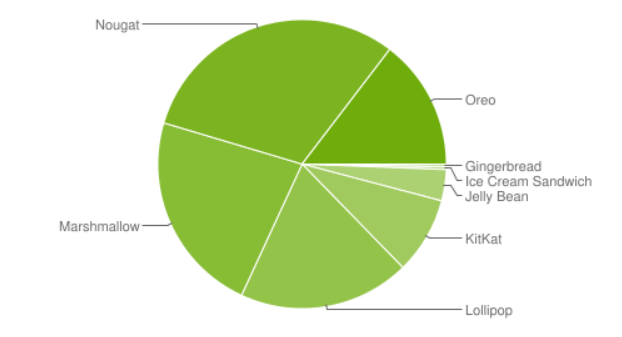 Nougat
Oreo
Gingerbread
Ice Cream Sandwich
Jelly Bean
Marshmallow
KitKat
Lollipop